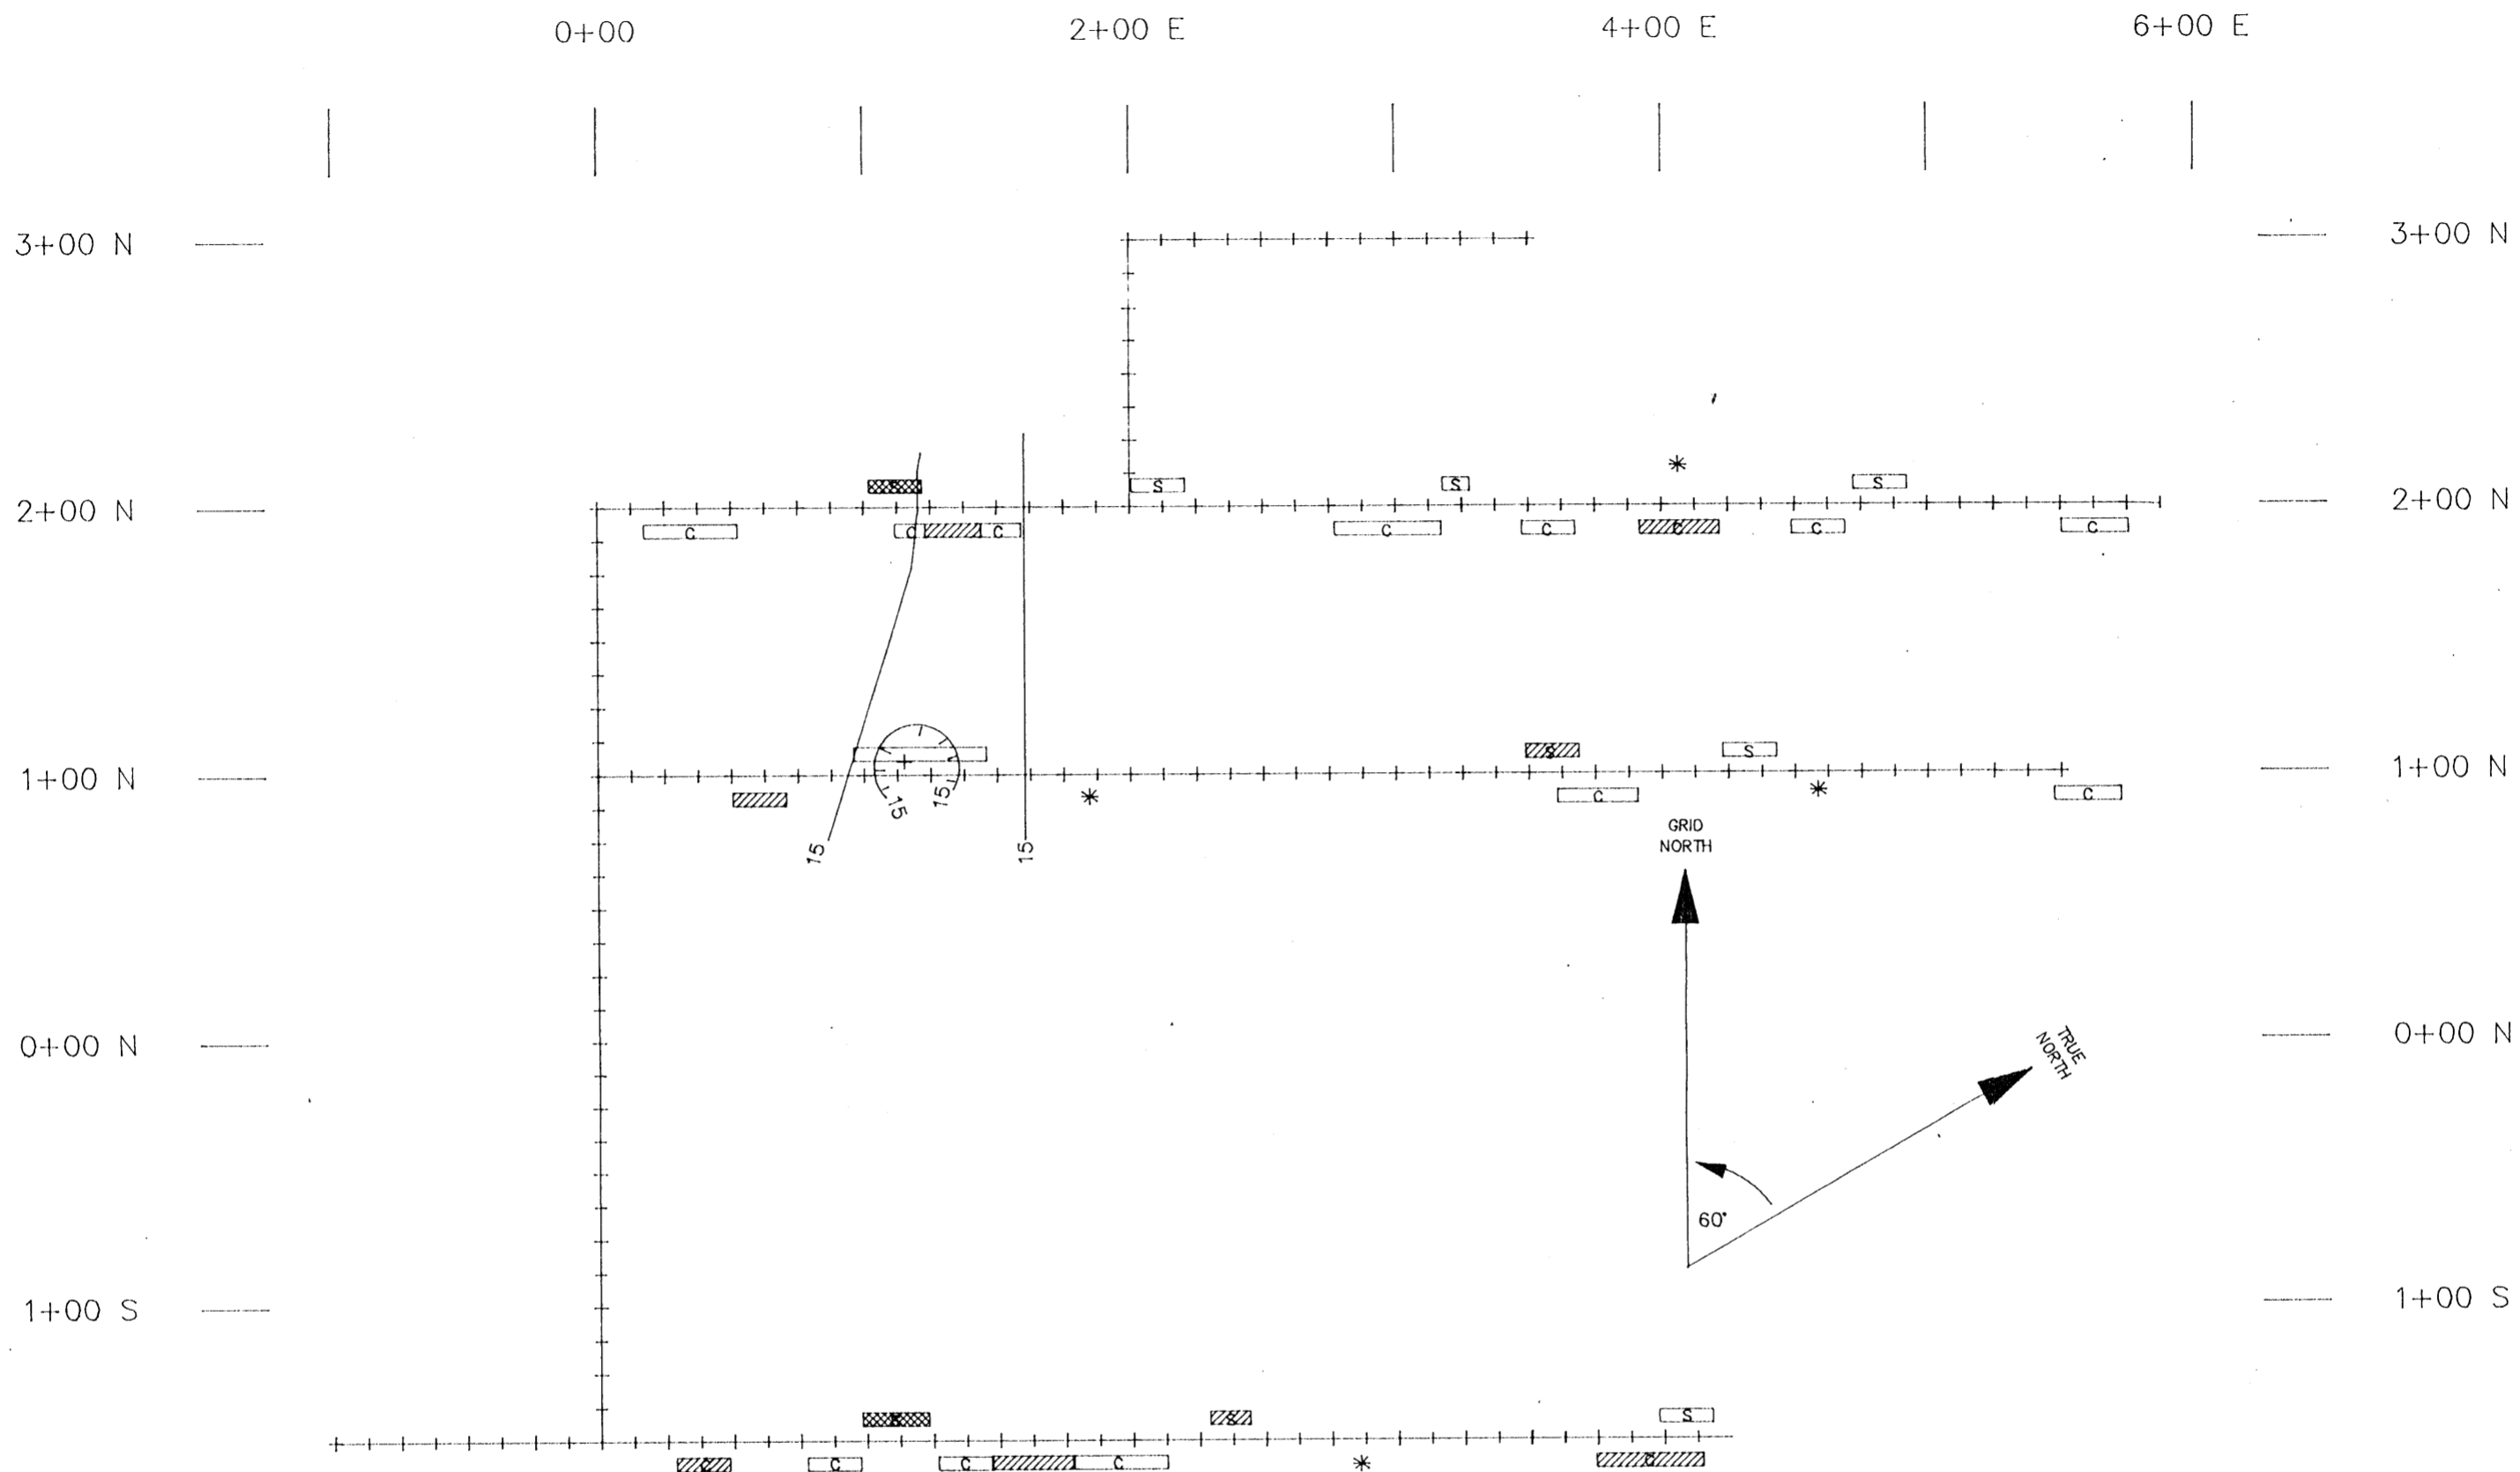 0+00 2+00 E 4+00 E 6+00 E
3+00 N 3+00 N
S S S S
2+00 N 2+00 N
C C C C C C C C
S S
1+00 N 1+00 N
15 15 C C
15 15
GRID
NORTH
0+00 N 0+00 N
TRUE
NORTH
60°
1+00 S 1+00 S
S S S
C C C C C